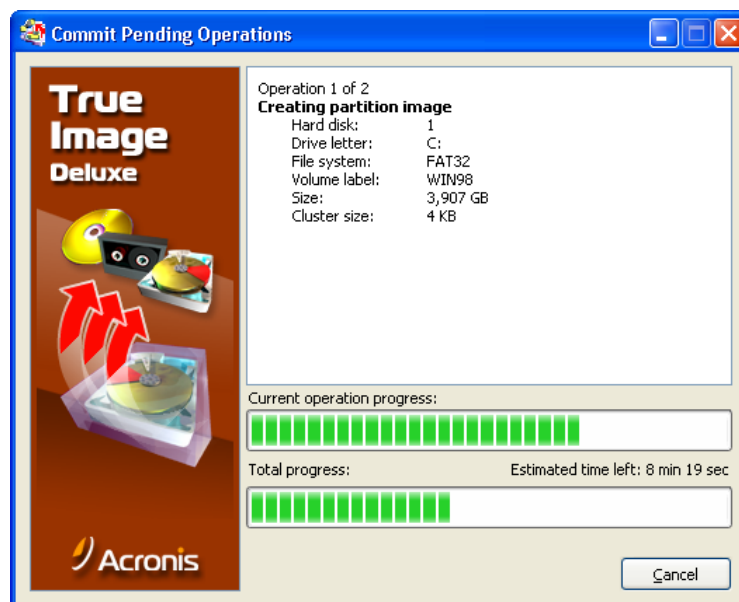 Commit Pending Operations
True
Image
Deluxe
Acronis
Operation 1 of 2
Creating partition image
Hard disk: 1
Drive letter: C:
File system: FAT32
Volume label: WIN98
Size: 3,907 GB
Cluster size: 4 KB
Current operation progress:
Total progress: Estimated time left: 8 min 19 sec
Cancel